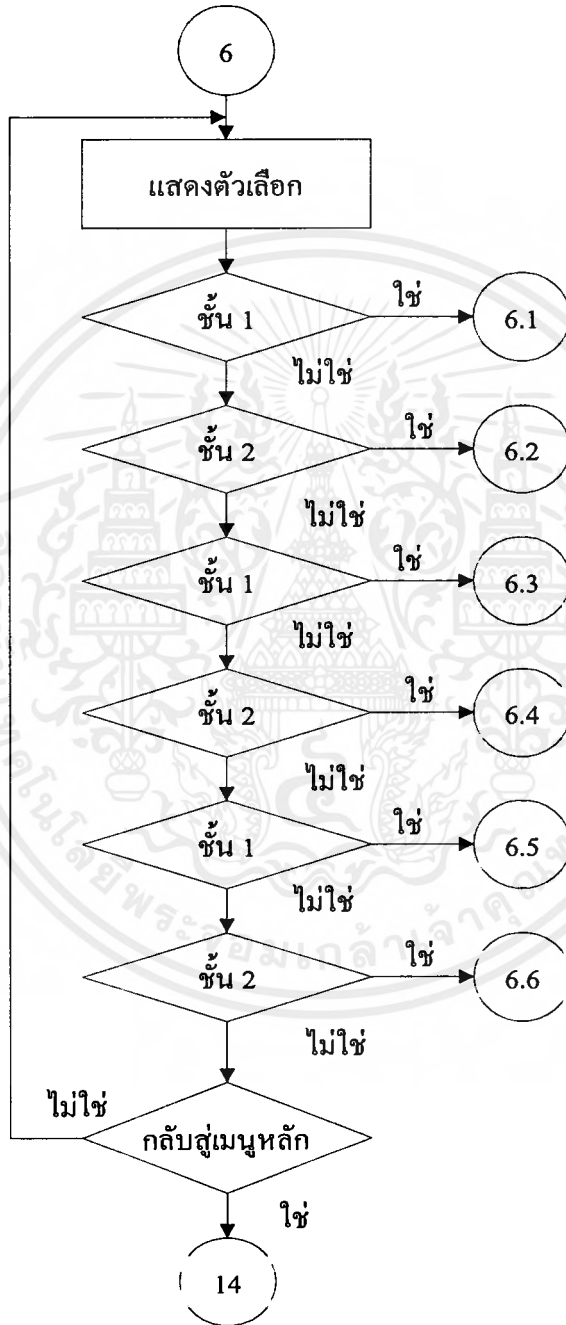 6
แสดงตัวเลือก
ชั้น 1
ใช่
6.1
ไม่ใช่
ชั้น 2
ใช่
6.2
ไม่ใช่
ชั้น 1
ใช่
6.3
ไม่ใช่
ชั้น 2
ใช่
6.4
ไม่ใช่
ชั้น 1
ใช่
6.5
ไม่ใช่
ชั้น 2
ใช่
6.6
ไม่ใช่
ไม่ใช่
กลับสู่เมนูหลัก
ใช่
14